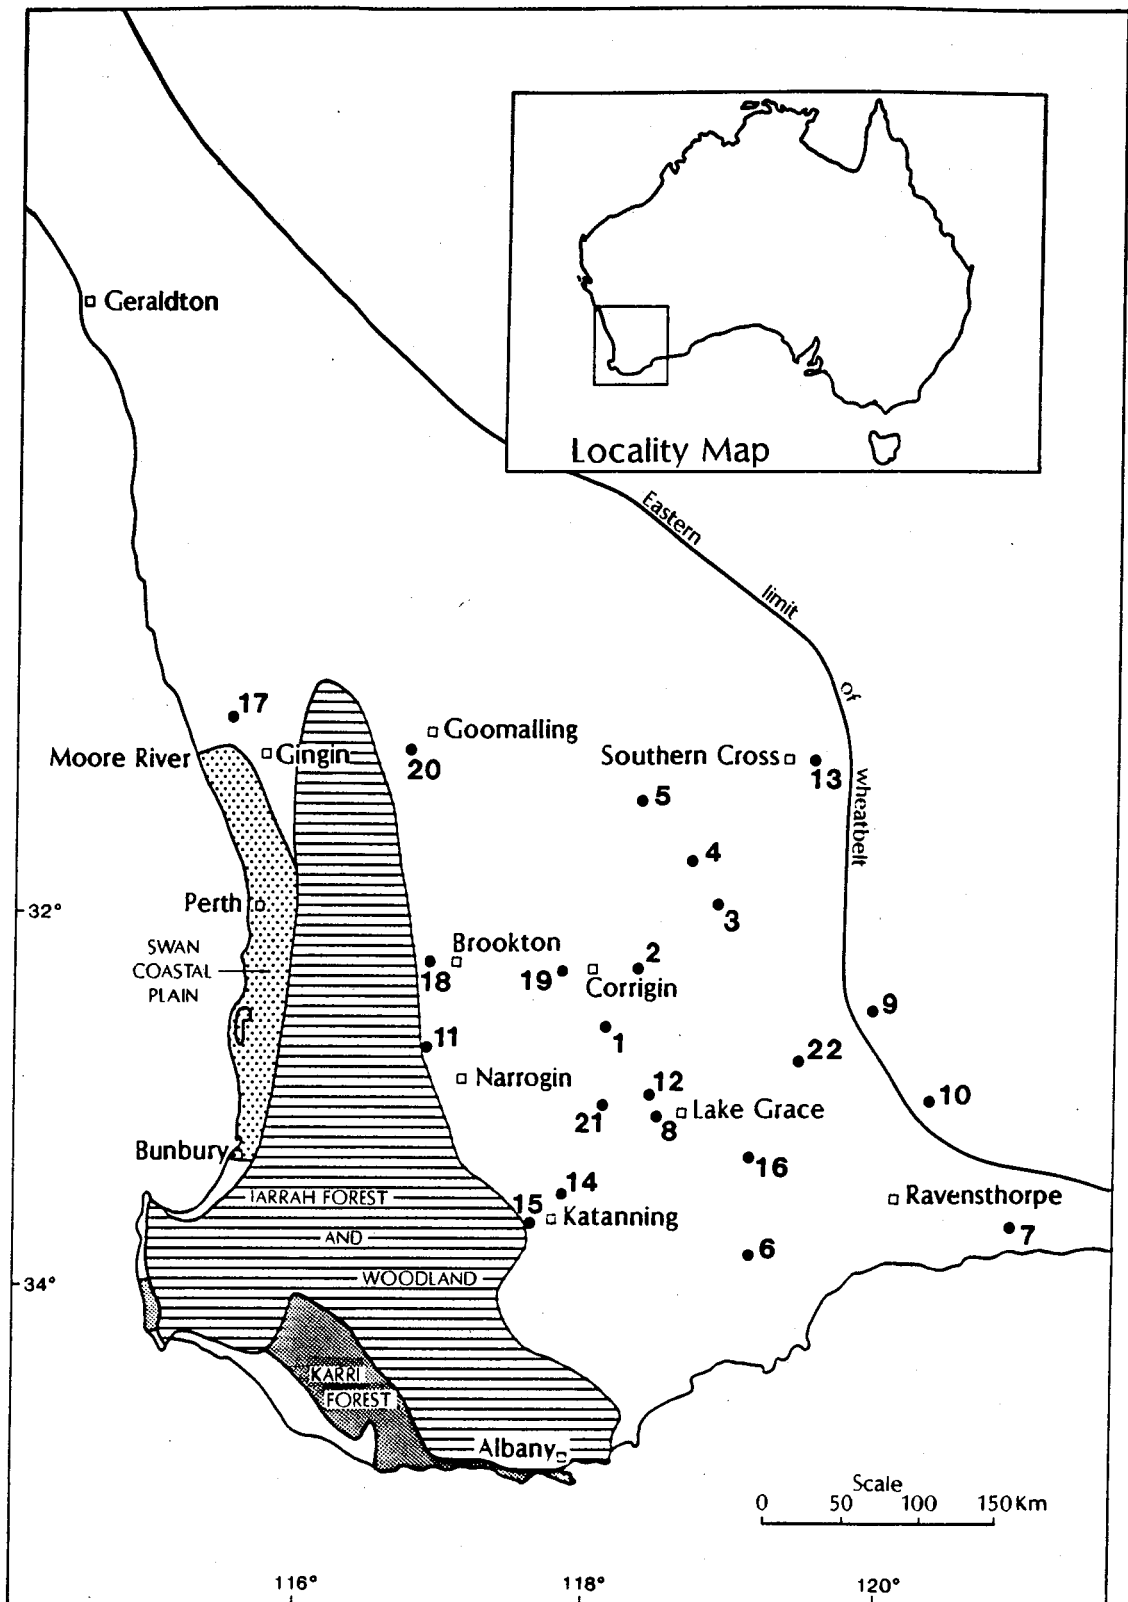 Geraldton
Locality Map
Eastern
limit
of
wheatbelt
17
Moore River
Gingin
Goomalling
20
Southern Cross
13
5
4
3
Perth
32°
SWAN
COASTAL
PLAIN
Brookton
18
19
2
Corrigin
9
1
11
22
Narrogin
12
10
21
8
Lake Grace
Bunbury
16
14
15
Katanning
Ravensthorpe
7
6
JARRAH FOREST
AND
WOODLAND
34°
KARRI
FOREST
Albany
Scale
0 50 100 150 Km
116° 118° 120°